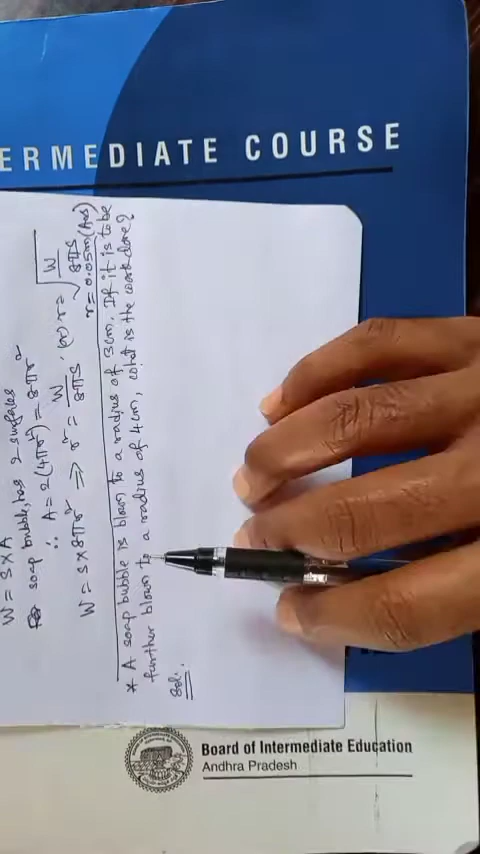 ERMEDIATE COURSE
W = S × A
soap bubble, has 2 surfaces
∴ A = 2(4πr²) = 8πr²
W = S × 8πr² ⇒ r² = W/8πS (or) r = √(W/8πS)
r = 0.05m (Ans)
* A soap bubble is blown to a radius of 3cm. If it is to be
further blown to a radius of 4cm, what is the work done?
Sol:
Board of Intermediate Education
Andhra Pradesh